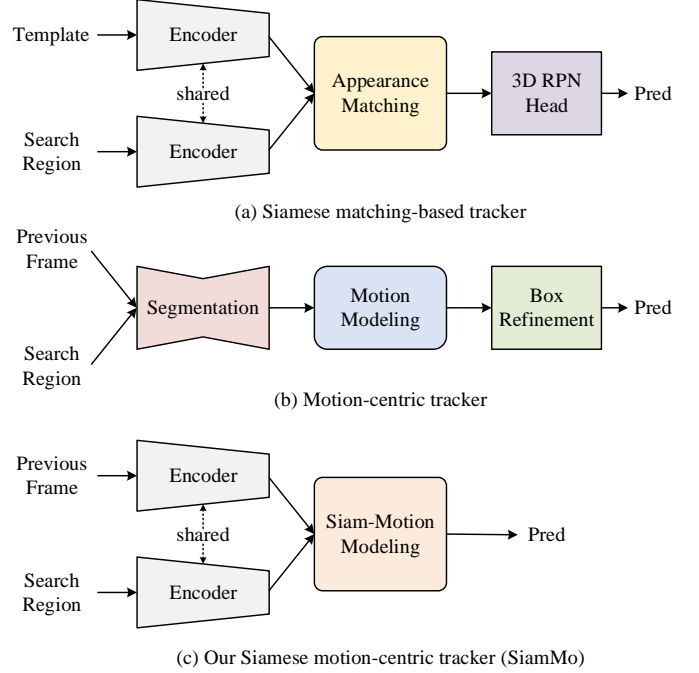 Template
Encoder
shared
Search
Region
Encoder
Appearance
Matching
3D RPN
Head
Pred
(a) Siamese matching-based tracker
Previous
Frame
Search
Region
Segmentation
Motion
Modeling
Box
Refinement
Pred
(b) Motion-centric tracker
Previous
Frame
Encoder
shared
Search
Region
Encoder
Siam-Motion
Modeling
Pred
(c) Our Siamese motion-centric tracker (SiamMo)